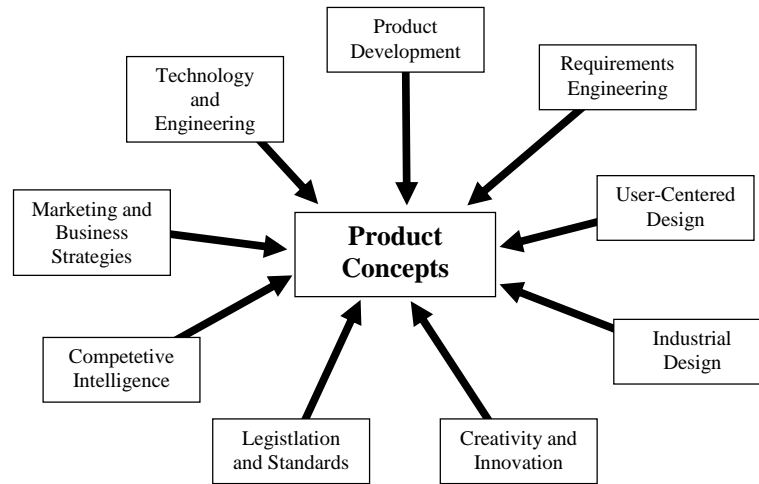 Product
Development
Technology
and
Engineering
Requirements
Engineering
Marketing and
Business
Strategies
Product
Concepts
User-Centered
Design
Competetive
Intelligence
Industrial
Design
Legistlation
and Standards
Creativity and
Innovation